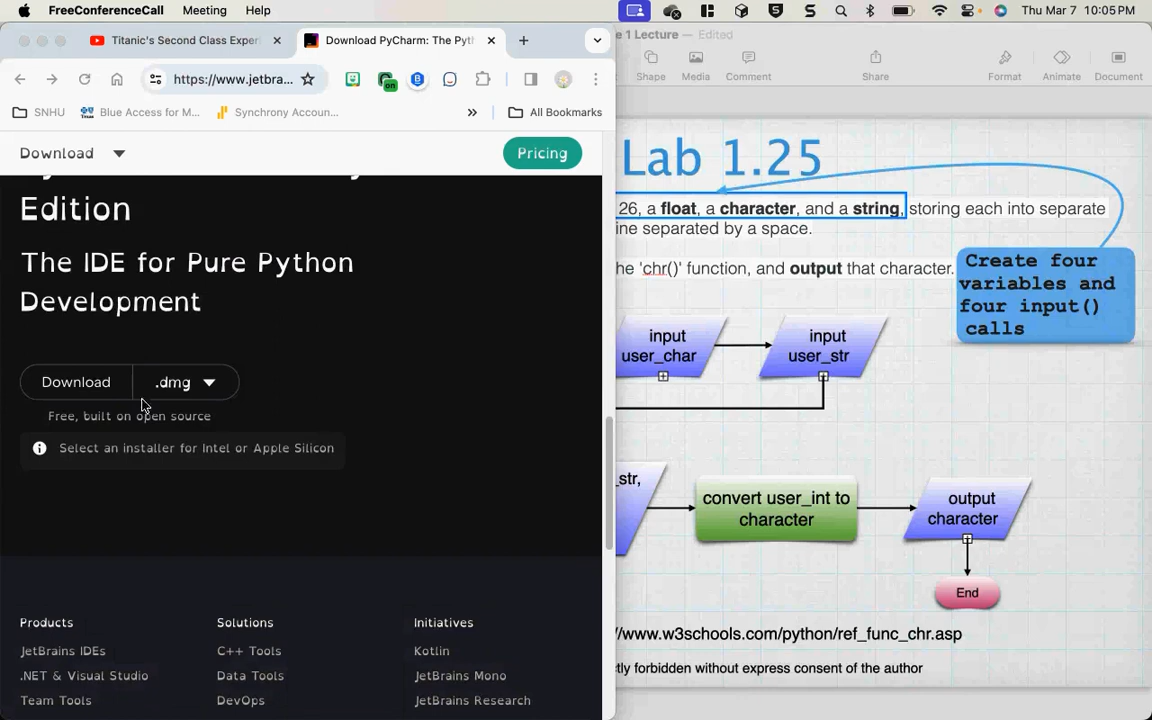 FreeConferenceCall Meeting Help
Thu Mar 7 10:05 PM
Titanic's Second Class Experi
Download PyCharm: The Pyth
https://www.jetbra...
on
SNHU
Blue Access for M...
Synchrony Accoun...
All Bookmarks
Download
Pricing
Edition
The IDE for Pure Python
Development
Download
.dmg
Free, built on open source
Select an installer for Intel or Apple Silicon
Products
JetBrains IDEs
.NET & Visual Studio
Team Tools
Solutions
C++ Tools
Data Tools
DevOps
Initiatives
Kotlin
JetBrains Mono
JetBrains Research
e 1 Lecture — Edited
Shape
Media
Comment
Share
Format
Animate
Document
Lab 1.25
26, a float, a character, and a string, storing each into separate
ine separated by a space.
he 'chr()' function, and output that character.
Create four
variables and
four input()
calls
input
user_char
input
user_str
_str,
convert user_int to
character
output
character
End
//www.w3schools.com/python/ref_func_chr.asp
ctly forbidden without express consent of the author